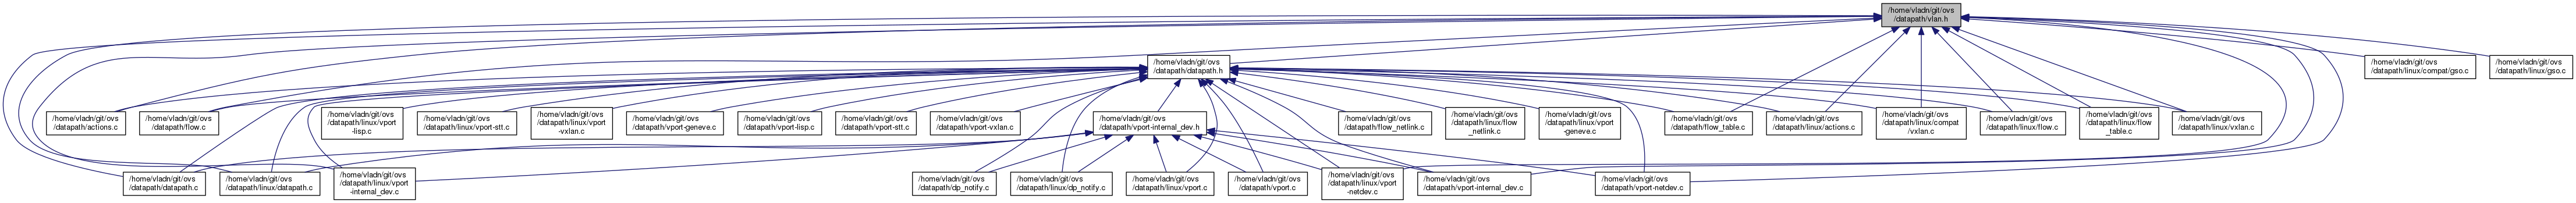 /home/vladn/git/ovs
/datapath/vlan.h
/home/vladn/git/ovs
/datapath/datapath.h
/home/vladn/git/ovs
/datapath/linux/compat/gso.c
/home/vladn/git/ovs
/datapath/linux/gso.c
/home/vladn/git/ovs
/datapath/actions.c
/home/vladn/git/ovs
/datapath/flow.c
/home/vladn/git/ovs
/datapath/linux/vport
-lisp.c
/home/vladn/git/ovs
/datapath/linux/vport-stt.c
/home/vladn/git/ovs
/datapath/linux/vport
-vxlan.c
/home/vladn/git/ovs
/datapath/vport-geneve.c
/home/vladn/git/ovs
/datapath/vport-lisp.c
/home/vladn/git/ovs
/datapath/vport-stt.c
/home/vladn/git/ovs
/datapath/vport-vxlan.c
/home/vladn/git/ovs
/datapath/vport-internal_dev.h
/home/vladn/git/ovs
/datapath/flow_netlink.c
/home/vladn/git/ovs
/datapath/linux/flow
_netlink.c
/home/vladn/git/ovs
/datapath/linux/vport
-geneve.c
/home/vladn/git/ovs
/datapath/flow_table.c
/home/vladn/git/ovs
/datapath/linux/actions.c
/home/vladn/git/ovs
/datapath/linux/compat
/vxlan.c
/home/vladn/git/ovs
/datapath/linux/flow.c
/home/vladn/git/ovs
/datapath/linux/flow
_table.c
/home/vladn/git/ovs
/datapath/linux/vxlan.c
/home/vladn/git/ovs
/datapath/datapath.c
/home/vladn/git/ovs
/datapath/linux/datapath.c
/home/vladn/git/ovs
/datapath/linux/vport
-internal_dev.c
/home/vladn/git/ovs
/datapath/dp_notify.c
/home/vladn/git/ovs
/datapath/linux/dp_notify.c
/home/vladn/git/ovs
/datapath/linux/vport.c
/home/vladn/git/ovs
/datapath/vport.c
/home/vladn/git/ovs
/datapath/linux/vport
-netdev.c
/home/vladn/git/ovs
/datapath/vport-internal_dev.c
/home/vladn/git/ovs
/datapath/vport-netdev.c